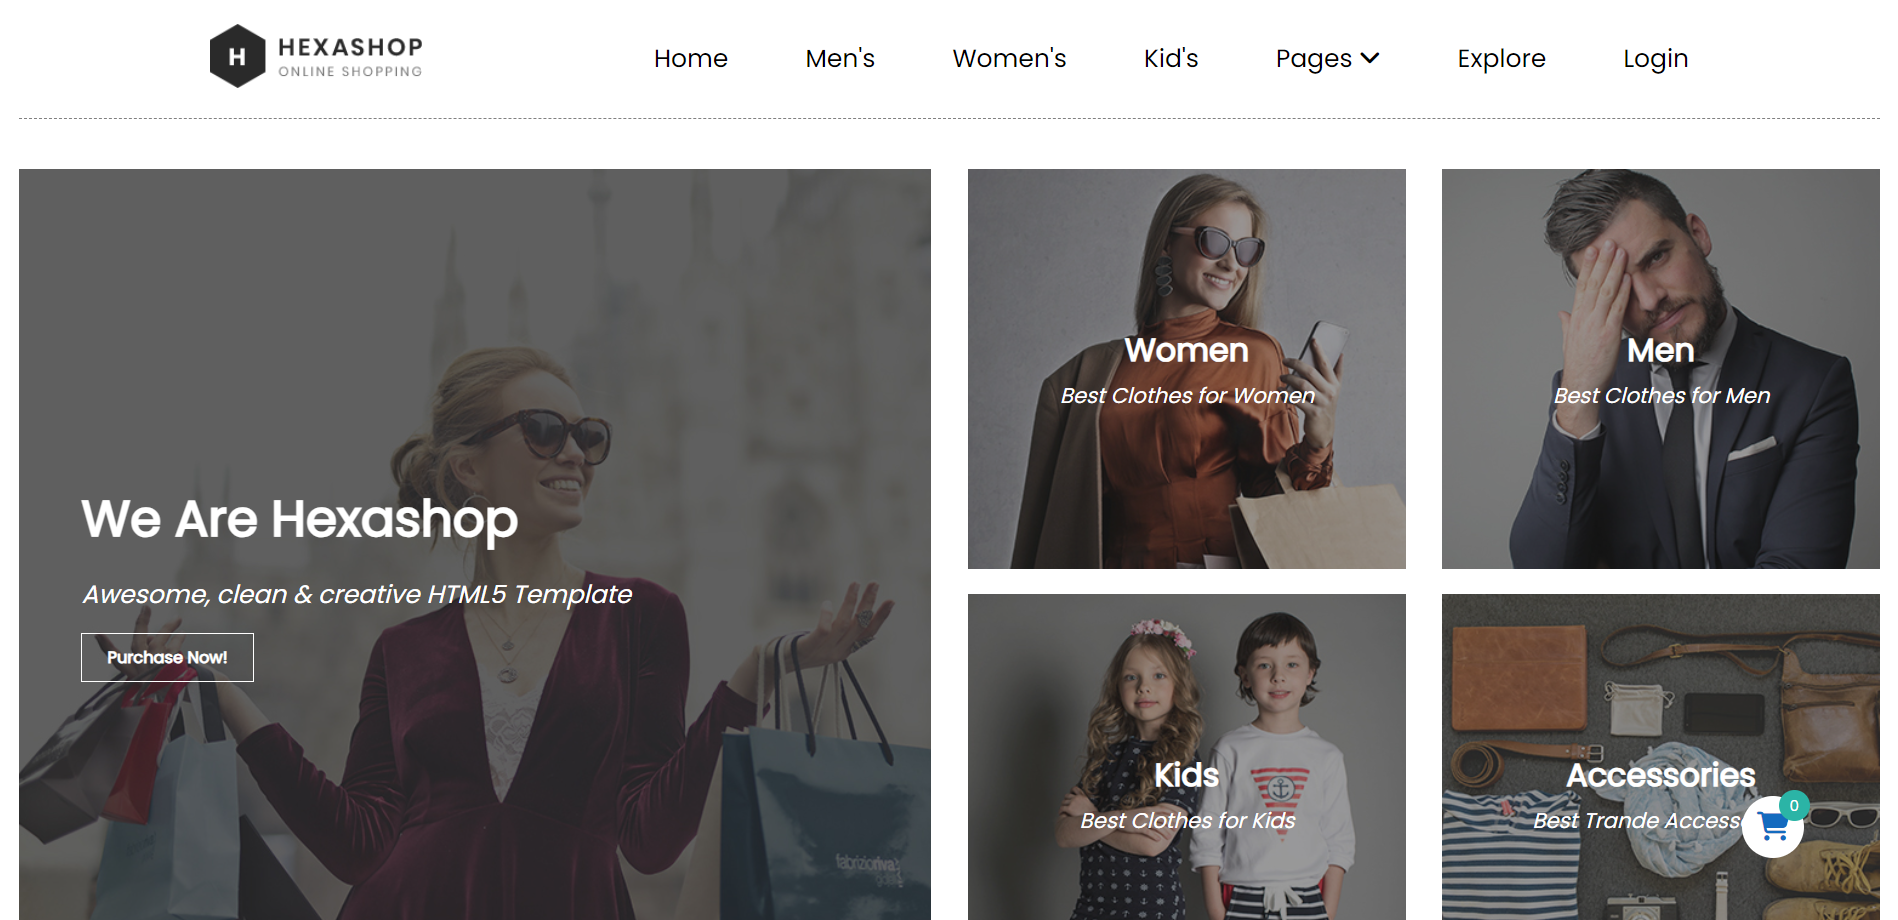 H
HEXASHOP
ONLINE SHOPPING
Home
Men's
Women's
Kid's
Pages
Explore
Login
We Are Hexashop
Awesome, clean & creative HTML5 Template
Purchase Now!
Women
Best Clothes for Women
Men
Best Clothes for Men
Kids
Best Clothes for Kids
Accessories
Best Trande
0
fabrizioriva